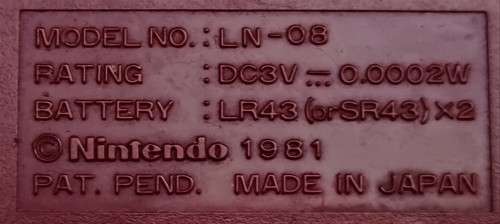 MODEL NO.: LN-08
RATING : DC3V ⎓ 0.0002W
BATTERY : LR43 (or SR43) ×2
© Nintendo 1981
PAT. PEND. MADE IN JAPAN